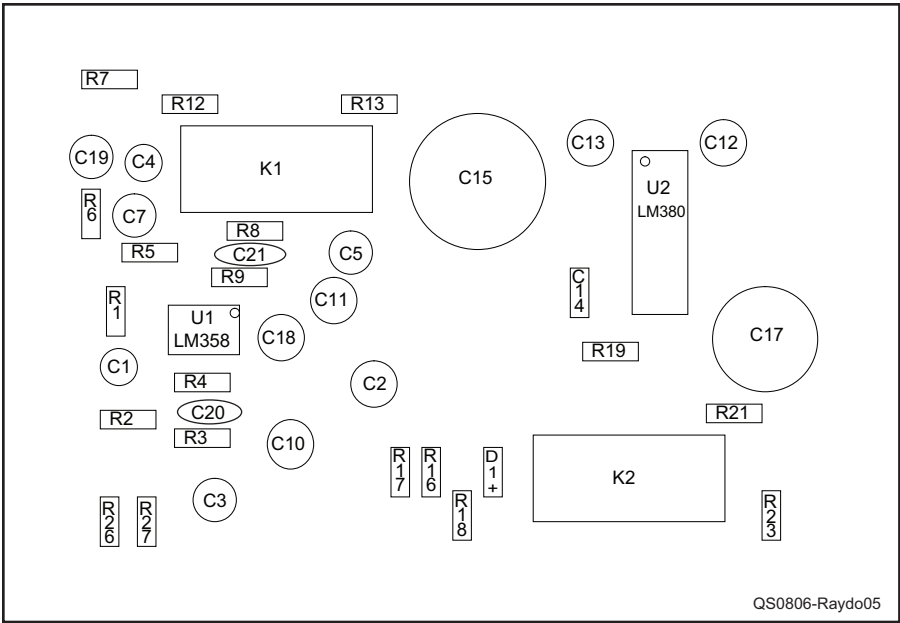 R7
R12
R13
C19
C4
K1
C15
C13
C12
U2
LM380
R6
C7
R8
R5
C21
C5
R9
C11
C14
R1
U1
LM358
C18
C17
R19
C1
R4
C2
C20
R2
R21
R3
C10
R17
R16
D1+
K2
C3
R18
R26
R27
R23
QS0806-Raydo05